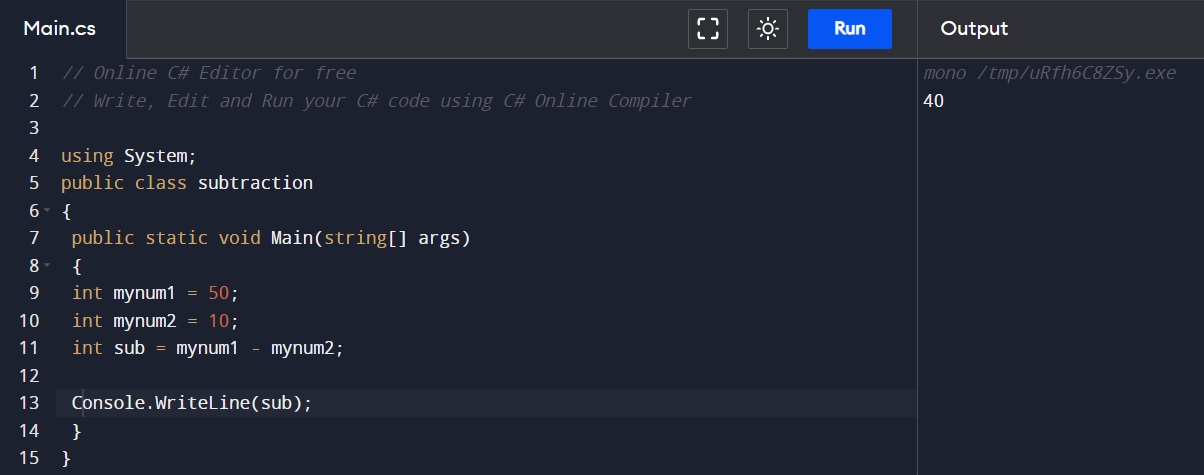 Main.cs
Run
Output
1 // Online C# Editor for free
2 // Write, Edit and Run your C# code using C# Online Compiler
3
4 using System;
5 public class subtraction
6 {
7 public static void Main(string[] args)
8 {
9 int mynum1 = 50;
10 int mynum2 = 10;
11 int sub = mynum1 - mynum2;
12
13 Console.WriteLine(sub);
14 }
15 }
mono /tmp/uRfh6C8ZSy.exe
40